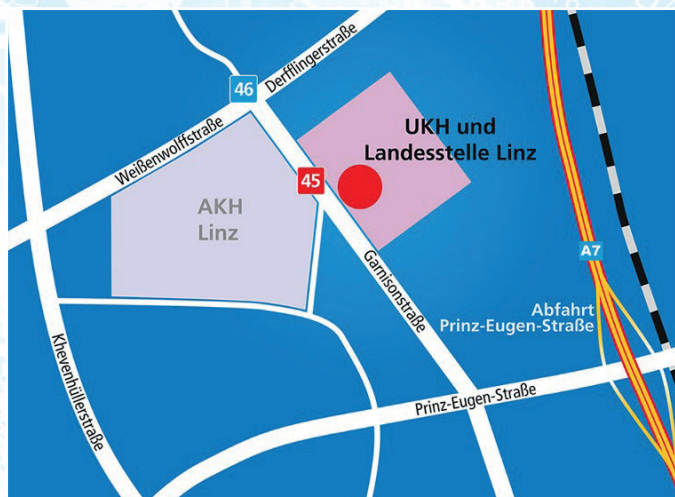 46
Derfflingerstraße
Weißenwolffstraße
UKH und
Landesstelle Linz
45
AKH
Linz
Garnisonstraße
A7
Abfahrt
Prinz-Eugen-Straße
Khevenhüllerstraße
Prinz-Eugen-Straße